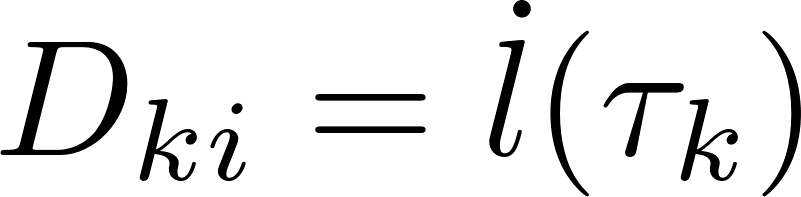 D_{ki} = \dot{l}(\tau_k)